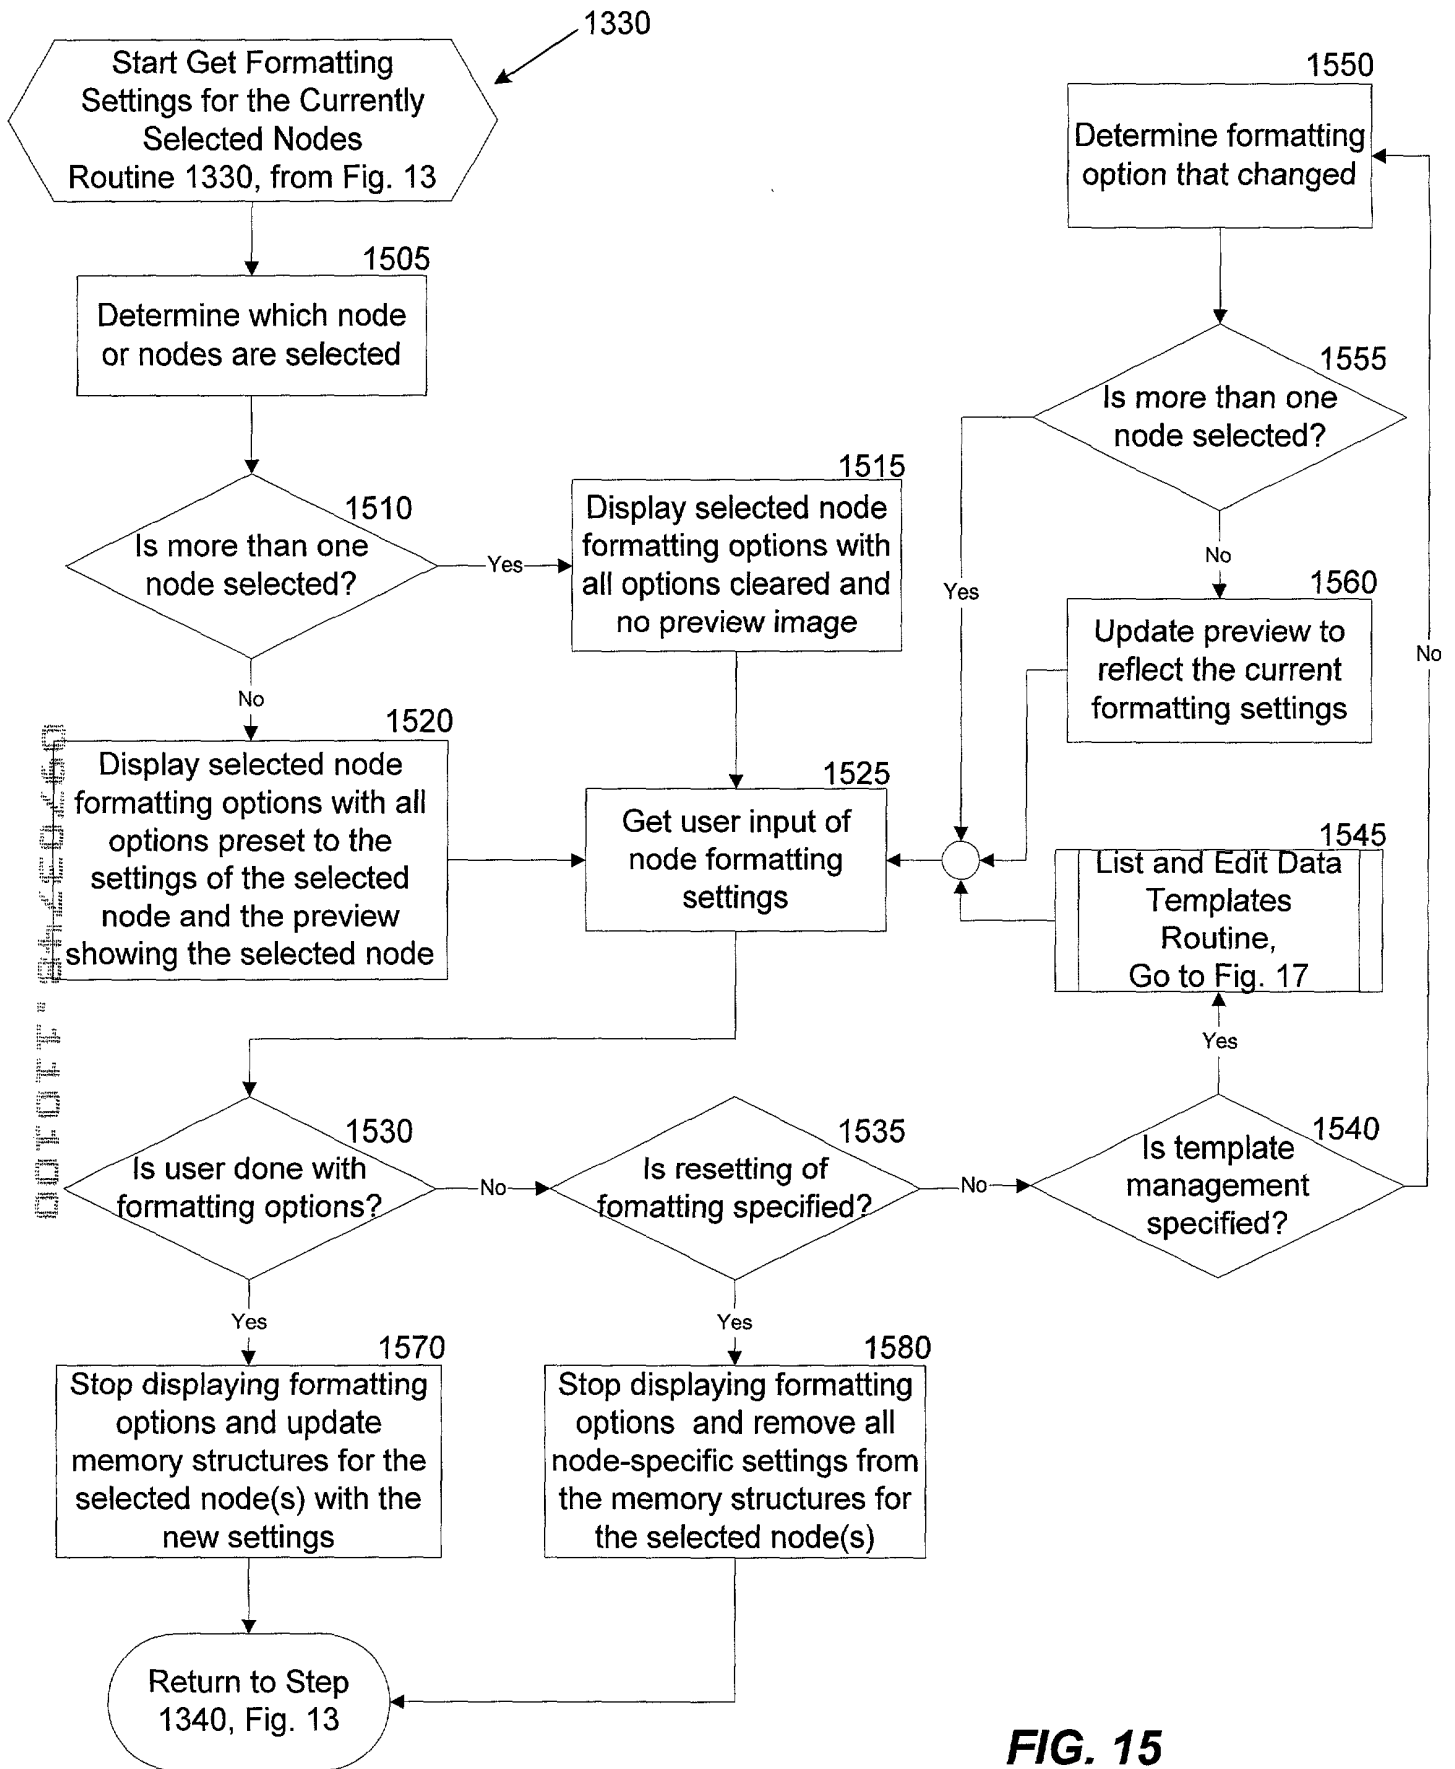 1330
Start Get Formatting
Settings for the Currently
Selected Nodes
Routine 1330, from Fig. 13
1505
Determine which node
or nodes are selected
1510
Is more than one
node selected?
Yes
No
1515
Display selected node
formatting options with
all options cleared and
no preview image
1520
Display selected node
formatting options with all
options preset to the
settings of the selected
node and the preview
showing the selected node
1525
Get user input of
node formatting
settings
1530
Is user done with
formatting options?
No
Yes
1535
Is resetting of
fomatting specified?
No
Yes
1540
Is template
management
specified?
Yes
No
1545
List and Edit Data
Templates
Routine,
Go to Fig. 17
1550
Determine formatting
option that changed
1555
Is more than one
node selected?
Yes
No
1560
Update preview to
reflect the current
formatting settings
1570
Stop displaying formatting
options and update
memory structures for the
selected node(s) with the
new settings
1580
Stop displaying formatting
options and remove all
node-specific settings from
the memory structures for
the selected node(s)
Return to Step
1340, Fig. 13
FIG. 15